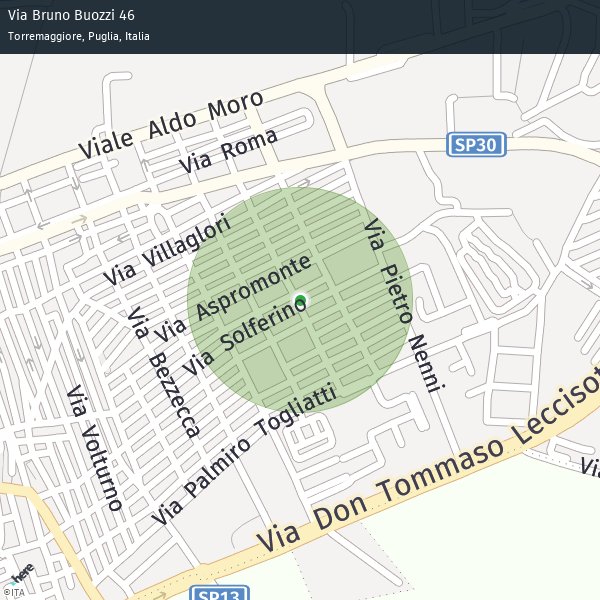 Via Bruno Buozzi 46
Torremaggiore, Puglia, Italia
Viale Aldo Moro
Via Roma
SP30
Via Villaglori
Via Pietro Nenni
Via Aspromonte
Via Solferino
Via Bezzecca
Via Volturno
Via Palmiro Togliatti
Via Don Tommaso Leccisot
Via
here
©ITA
SP13